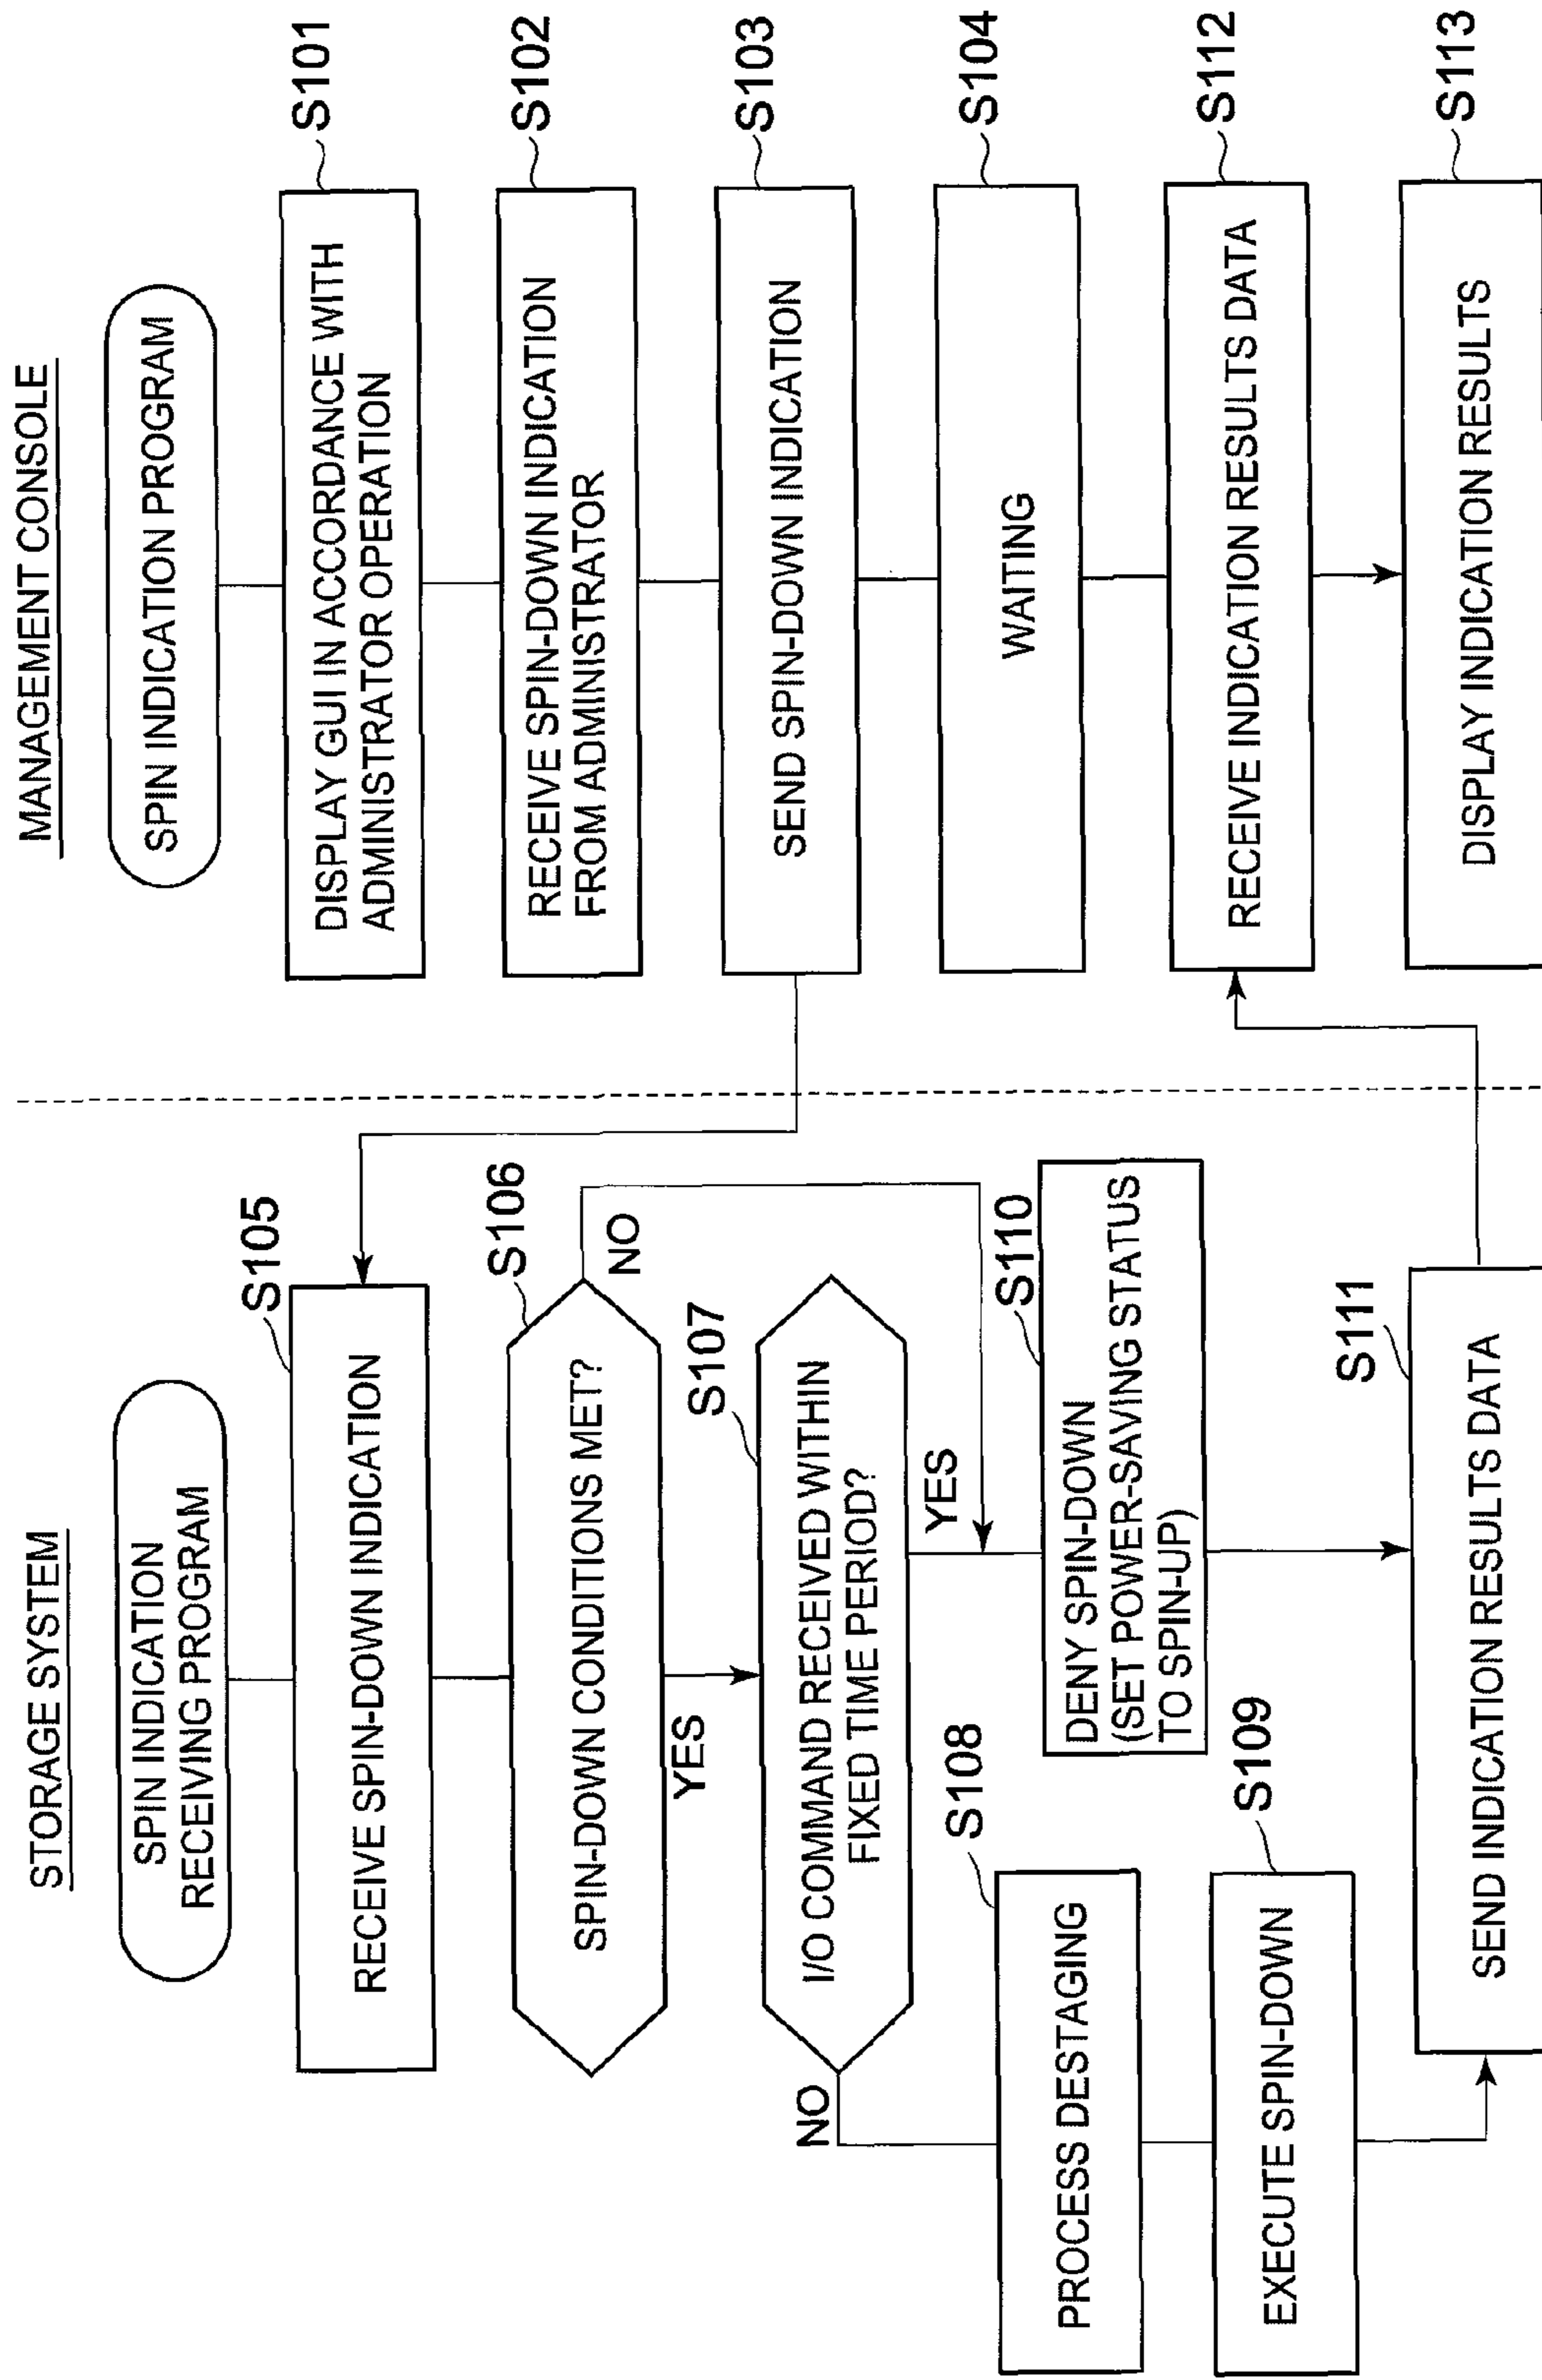 STORAGE SYSTEM
SPIN INDICATION
RECEIVING PROGRAM
S105
RECEIVE SPIN-DOWN INDICATION
S106
SPIN-DOWN CONDITIONS MET?
NO
YES
S107
I/O COMMAND RECEIVED WITHIN
FIXED TIME PERIOD?
NO
YES
S108
PROCESS DESTAGING
S109
EXECUTE SPIN-DOWN
S110
DENY SPIN-DOWN
(SET POWER-SAVING STATUS
TO SPIN-UP)
S111
SEND INDICATION RESULTS DATA
MANAGEMENT CONSOLE
SPIN INDICATION PROGRAM
S101
DISPLAY GUI IN ACCORDANCE WITH
ADMINISTRATOR OPERATION
S102
RECEIVE SPIN-DOWN INDICATION
FROM ADMINISTRATOR
S103
SEND SPIN-DOWN INDICATION
S104
WAITING
S112
RECEIVE INDICATION RESULTS DATA
S113
DISPLAY INDICATION RESULTS